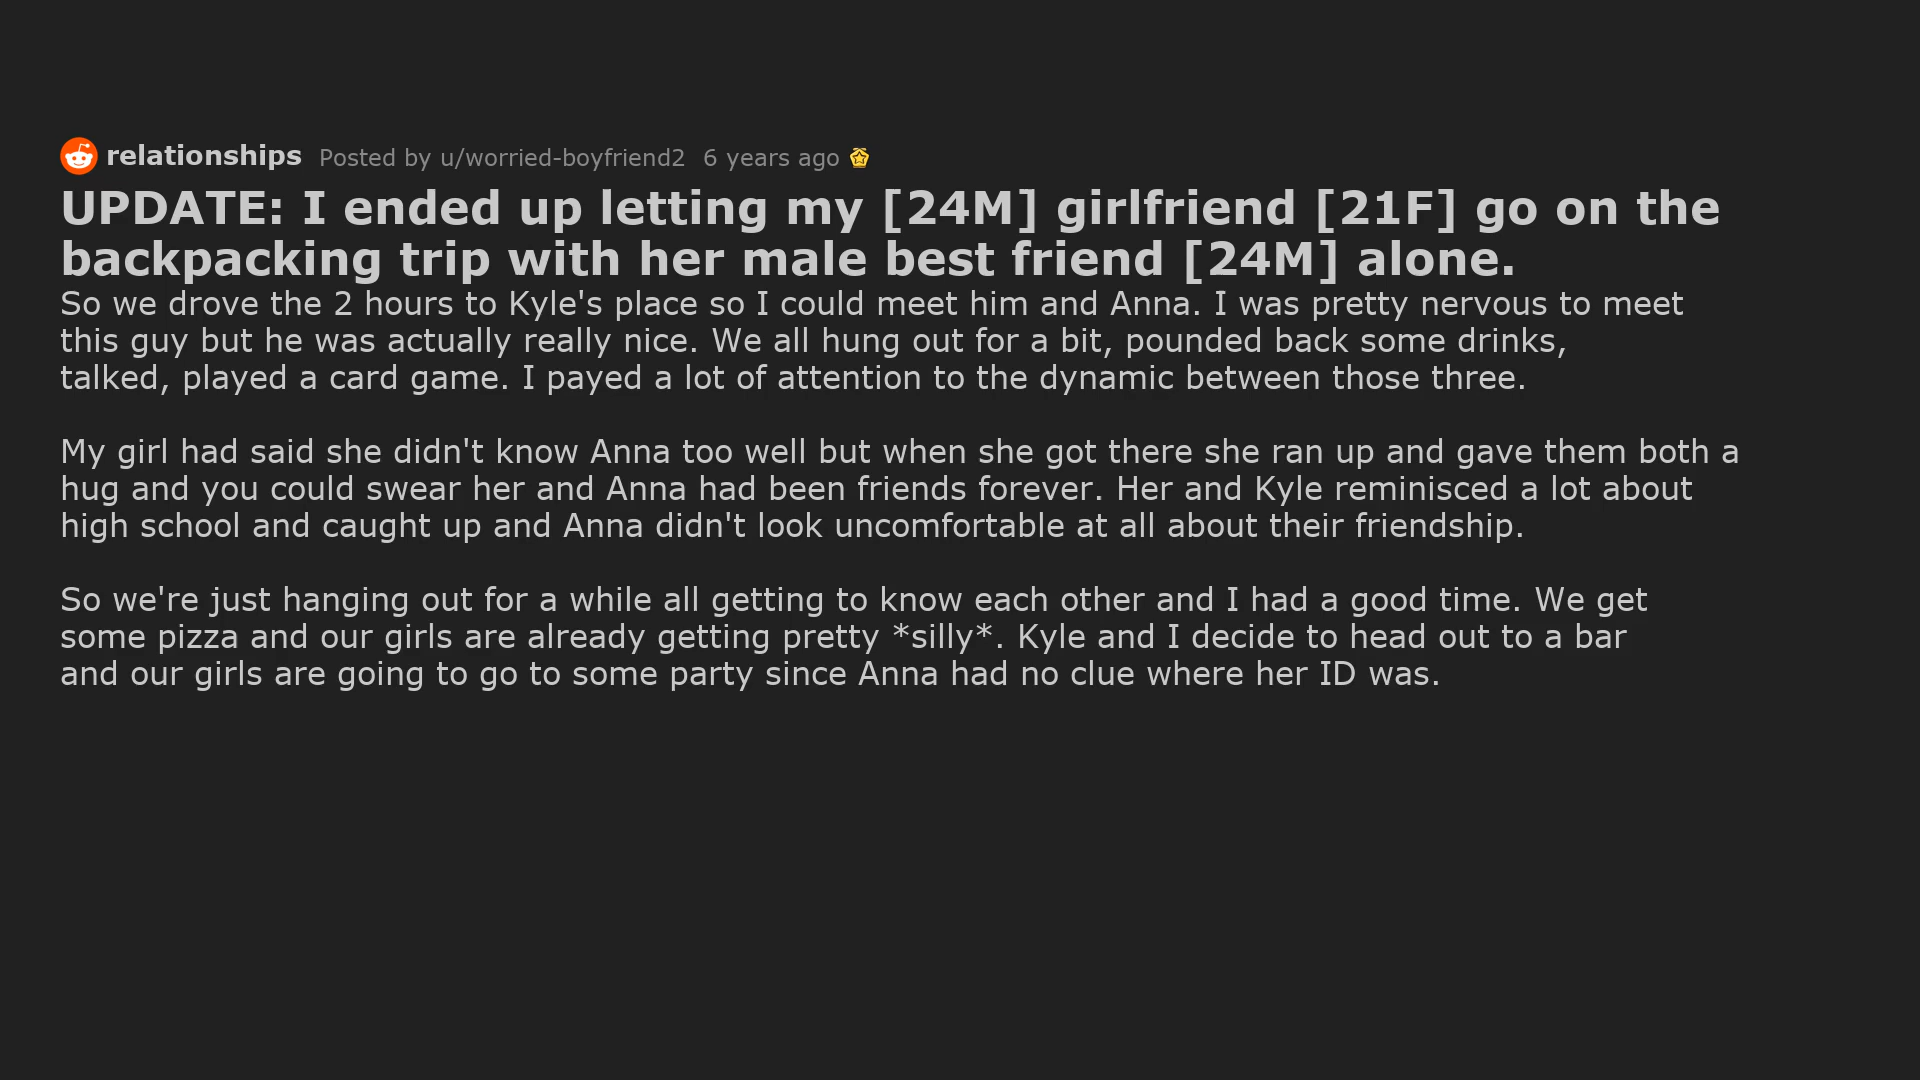 relationships Posted by u/worried-boyfriend2 6 years ago
UPDATE: I ended up letting my [24M] girlfriend [21F] go on the
backpacking trip with her male best friend [24M] alone.
So we drove the 2 hours to Kyle's place so I could meet him and Anna. I was pretty nervous to meet
this guy but he was actually really nice. We all hung out for a bit, pounded back some drinks,
talked, played a card game. I payed a lot of attention to the dynamic between those three.
My girl had said she didn't know Anna too well but when she got there she ran up and gave them both a
hug and you could swear her and Anna had been friends forever. Her and Kyle reminisced a lot about
high school and caught up and Anna didn't look uncomfortable at all about their friendship.
So we're just hanging out for a while all getting to know each other and I had a good time. We get
some pizza and our girls are already getting pretty *silly*. Kyle and I decide to head out to a bar
and our girls are going to go to some party since Anna had no clue where her ID was.